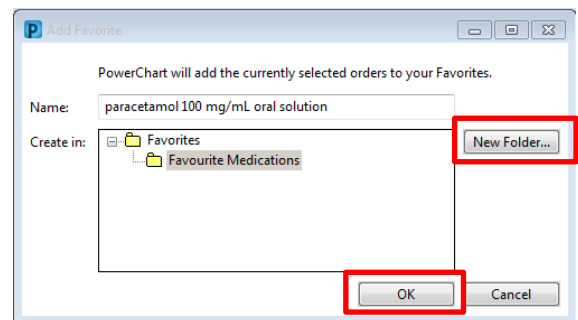 P Add Favorite
PowerChart will add the currently selected orders to your Favorites.
Name: paracetamol 100 mg/mL oral solution
Create in: Favorites New Folder...
Favourite Medications
OK Cancel